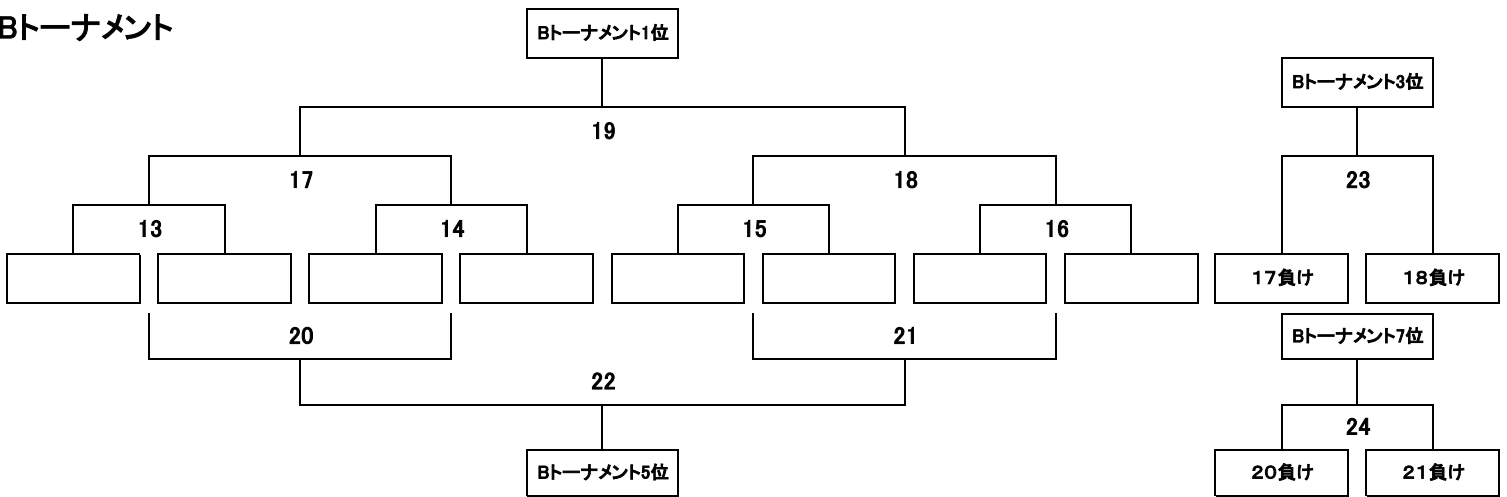 Bトーナメント
Bトーナメント1位
Bトーナメント3位
19
17
18
23
13
14
15
16
17負け
18負け
20
21
Bトーナメント7位
22
24
Bトーナメント5位
20負け
21負け